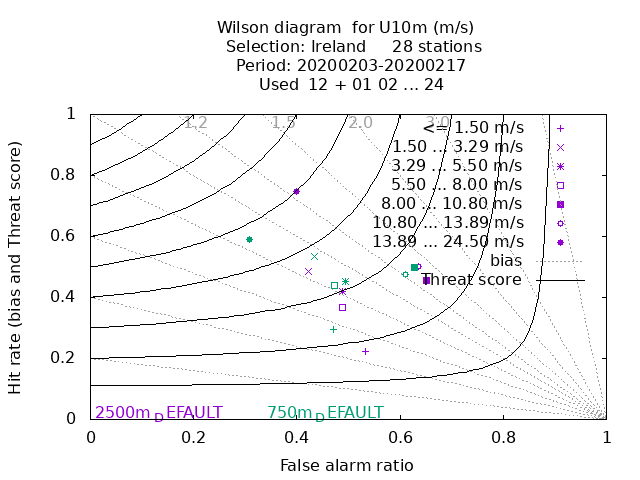 Wilson diagram for U10m (m/s)
Selection: Ireland 28 stations
Period: 20200203-20200217
Used 12 + 01 02 ... 24
Hit rate (bias and Threat score)
1
0.8
0.6
0.4
0.2
0
1.2 1.5 2.0 3.0
<= 1.50 m/s
1.50 ... 3.29 m/s
3.29 ... 5.50 m/s
5.50 ... 8.00 m/s
8.00 ... 10.80 m/s
10.80 ... 13.89 m/s
13.89 ... 24.50 m/s
bias
Threat score
2500m_DEFAULT 750m_DEFAULT
0 0.2 0.4 0.6 0.8 1
False alarm ratio